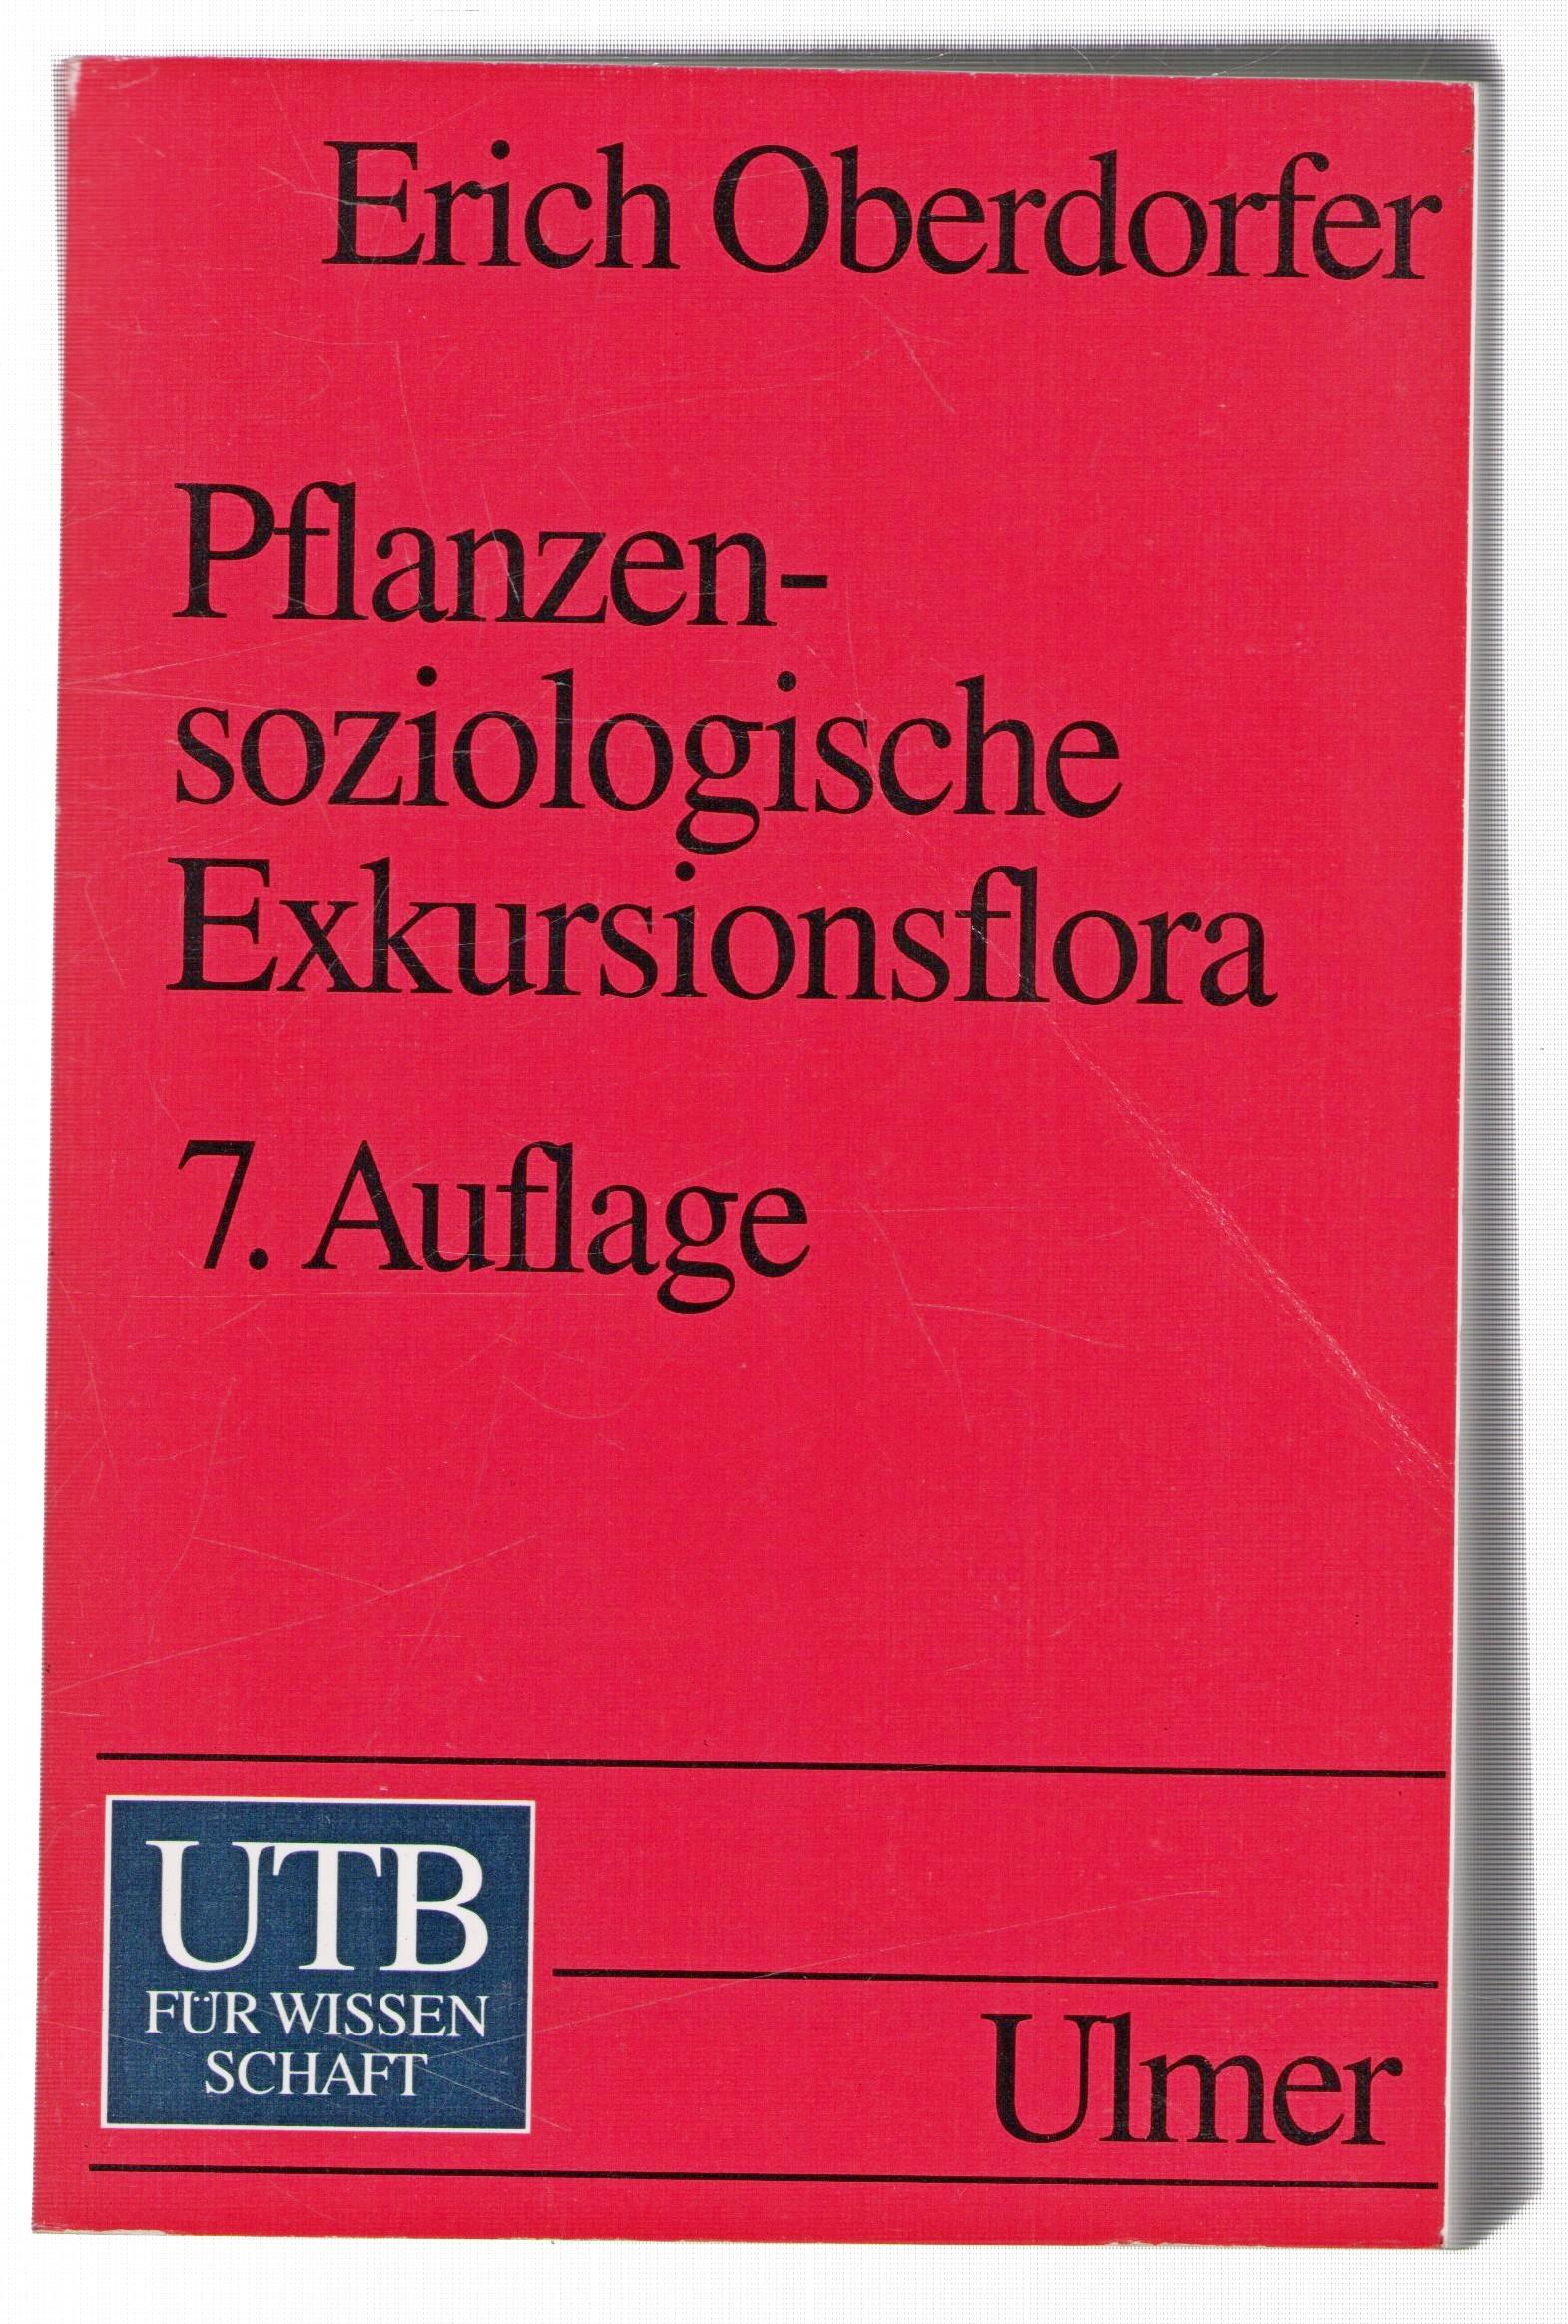 Erich Oberdorfer
Pflanzen-
soziologische
Exkursionsflora
7. Auflage
UTB
FÜR WISSEN
SCHAFT
Ulmer